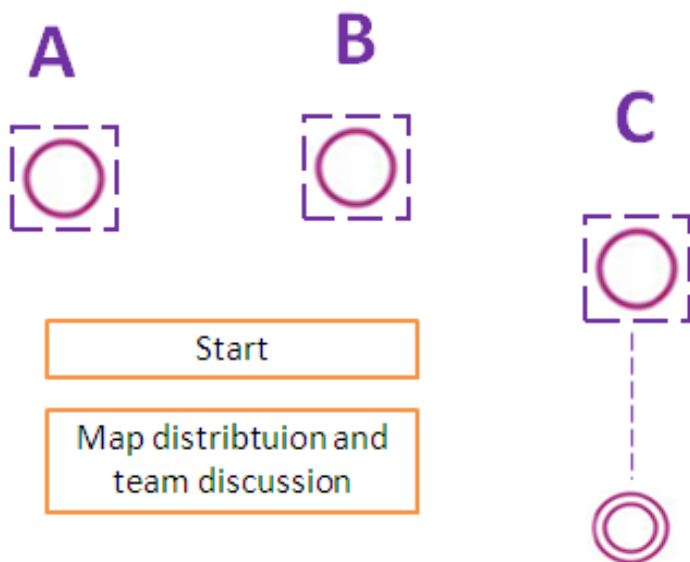 A
B
C
Start
Map distribtuion and
team discussion